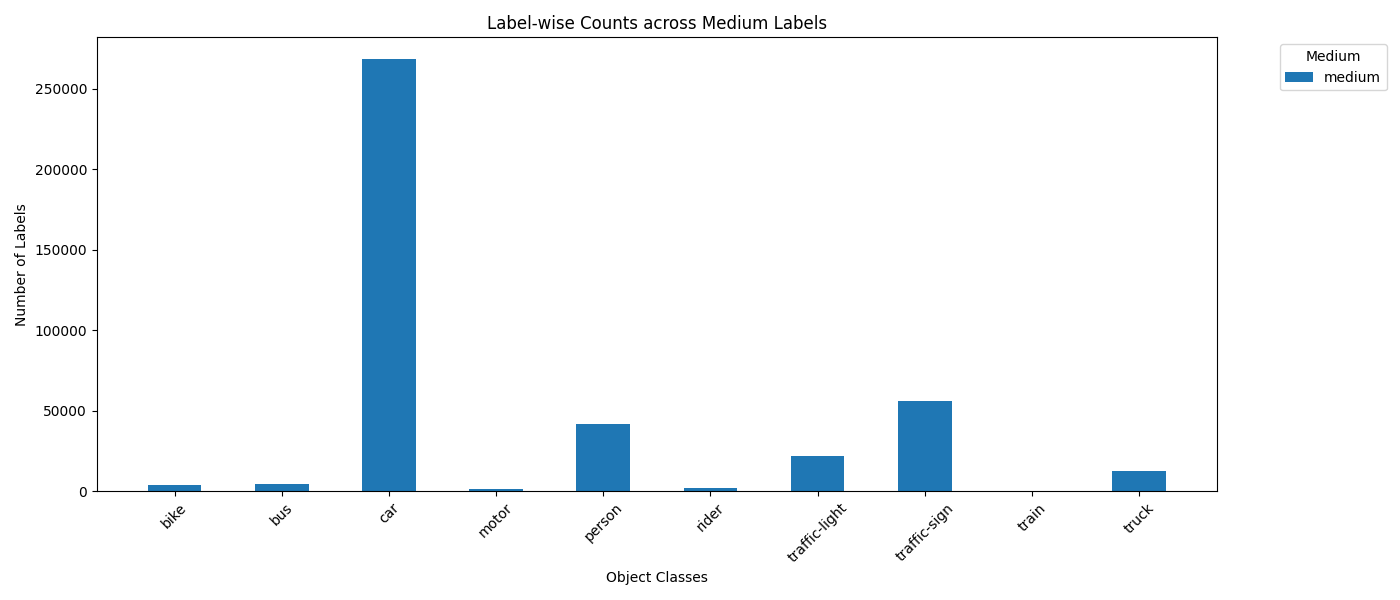 Label-wise Counts across Medium Labels
Medium
medium
Number of Labels
250000
200000
150000
100000
50000
0
bike
bus
car
motor
person
rider
traffic-light
traffic-sign
train
truck
Object Classes